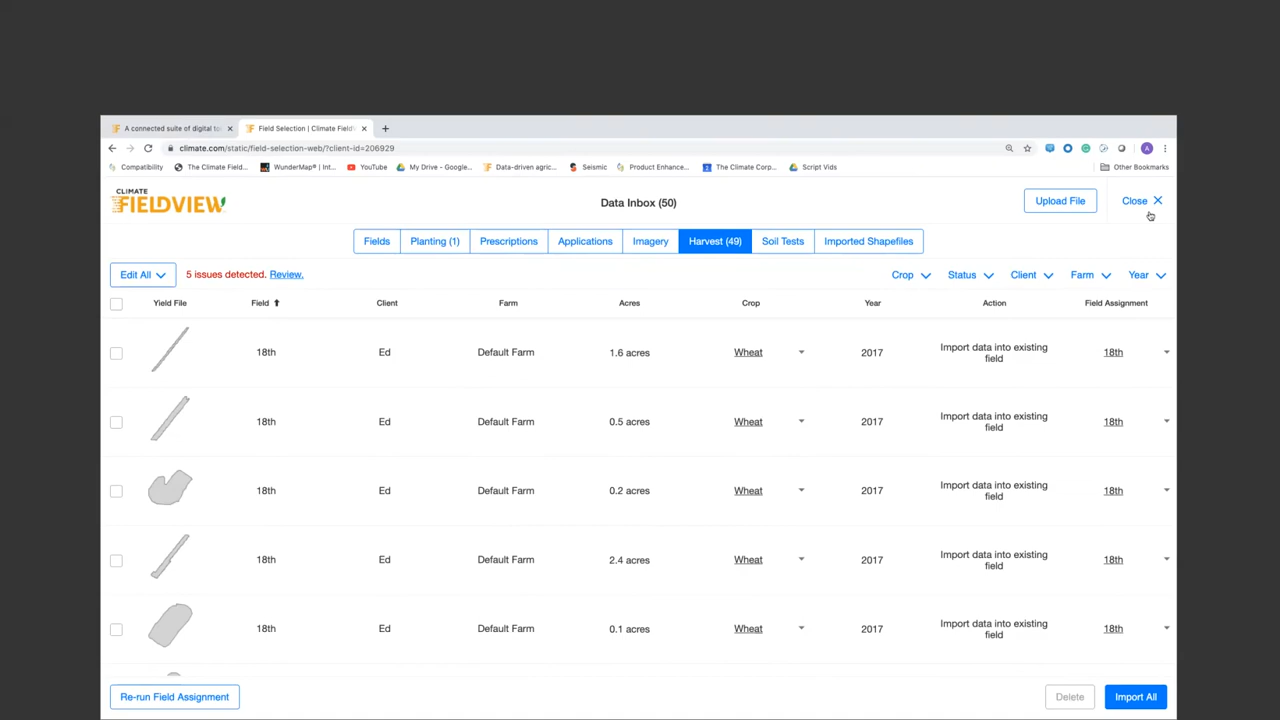 A connected suite of digital to
Field Selection | Climate Field
climate.com/static/field-selection-web/?client-id=206929
Compatibility The Climate Field... WunderMap® | Int... YouTube My Drive - Google... Data-driven agric... Seismic Product Enhance... The Climate Corp... Script Vids Other Bookmarks
CLIMATE
FIELDVIEW
Data Inbox (50)
Upload File
Close
Fields Planting (1) Prescriptions Applications Imagery Harvest (49) Soil Tests Imported Shapefiles
Edit All 5 issues detected. Review. Crop Status Client Farm Year
Yield File Field Client Farm Acres Crop Year Action Field Assignment
18th Ed Default Farm 1.6 acres Wheat 2017 Import data into existing 18th
field
18th Ed Default Farm 0.5 acres Wheat 2017 Import data into existing 18th
field
18th Ed Default Farm 0.2 acres Wheat 2017 Import data into existing 18th
field
18th Ed Default Farm 2.4 acres Wheat 2017 Import data into existing 18th
field
18th Ed Default Farm 0.1 acres Wheat 2017 Import data into existing 18th
field
Re-run Field Assignment Delete Import All